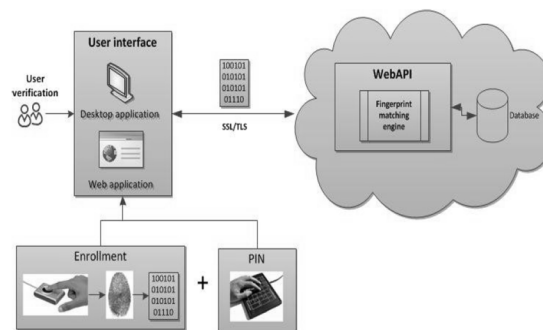 User interface
User
verification
Desktop application
Web application
100101
010101
010101
01110
SSL/TLS
WebAPI
Fingerprint
matching
engine
Database
Enrollment
100101
010101
010101
01110
+
PIN